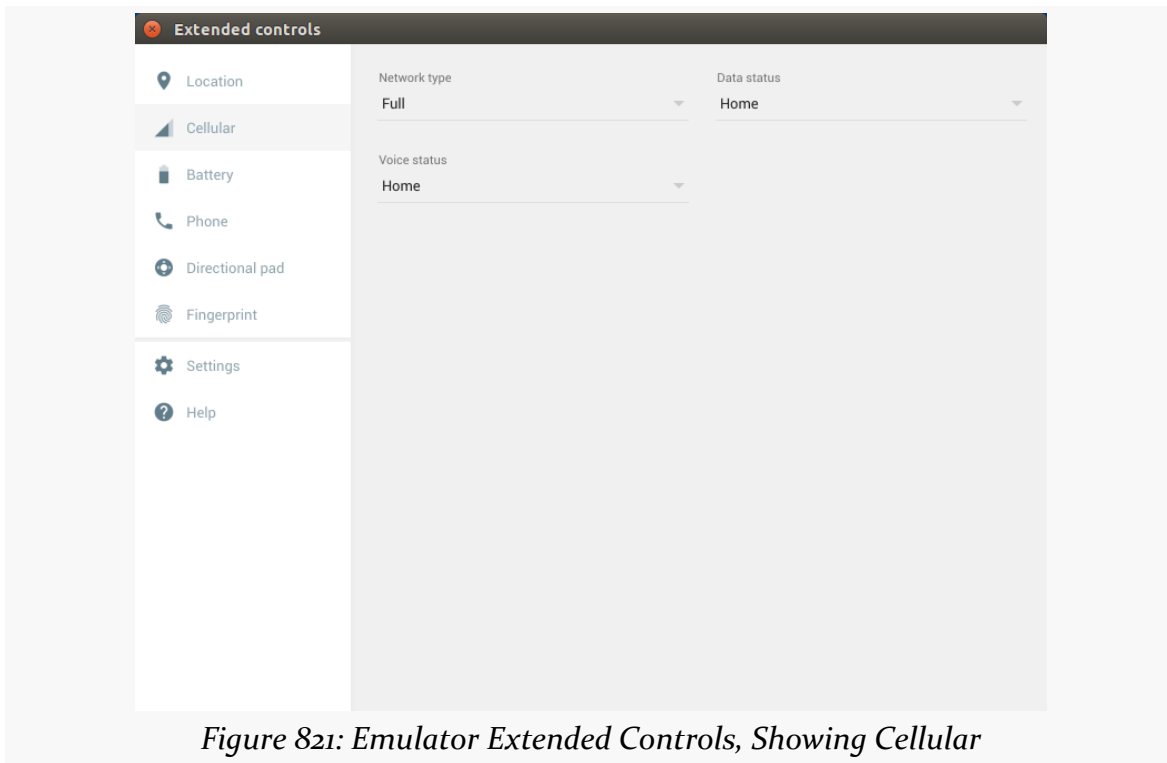 Extended controls
Location
Cellular
Battery
Phone
Directional pad
Fingerprint
Settings
Help
Network type
Full
Data status
Home
Voice status
Home
Figure 821: Emulator Extended Controls, Showing Cellular